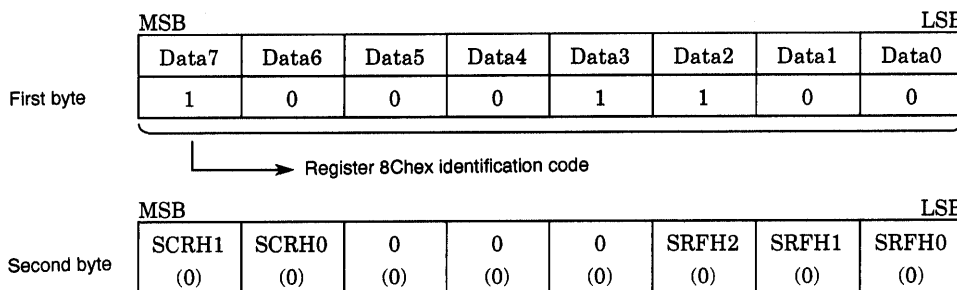 MSB LSB
Data7 Data6 Data5 Data4 Data3 Data2 Data1 Data0
First byte 1 0 0 0 1 1 0 0
Register 8Chex identification code
MSB LSB
SCRH1 SCRH0 0 0 0 SRFH2 SRFH1 SRFH0
Second byte (0) (0) (0) (0) (0) (0) (0) (0)